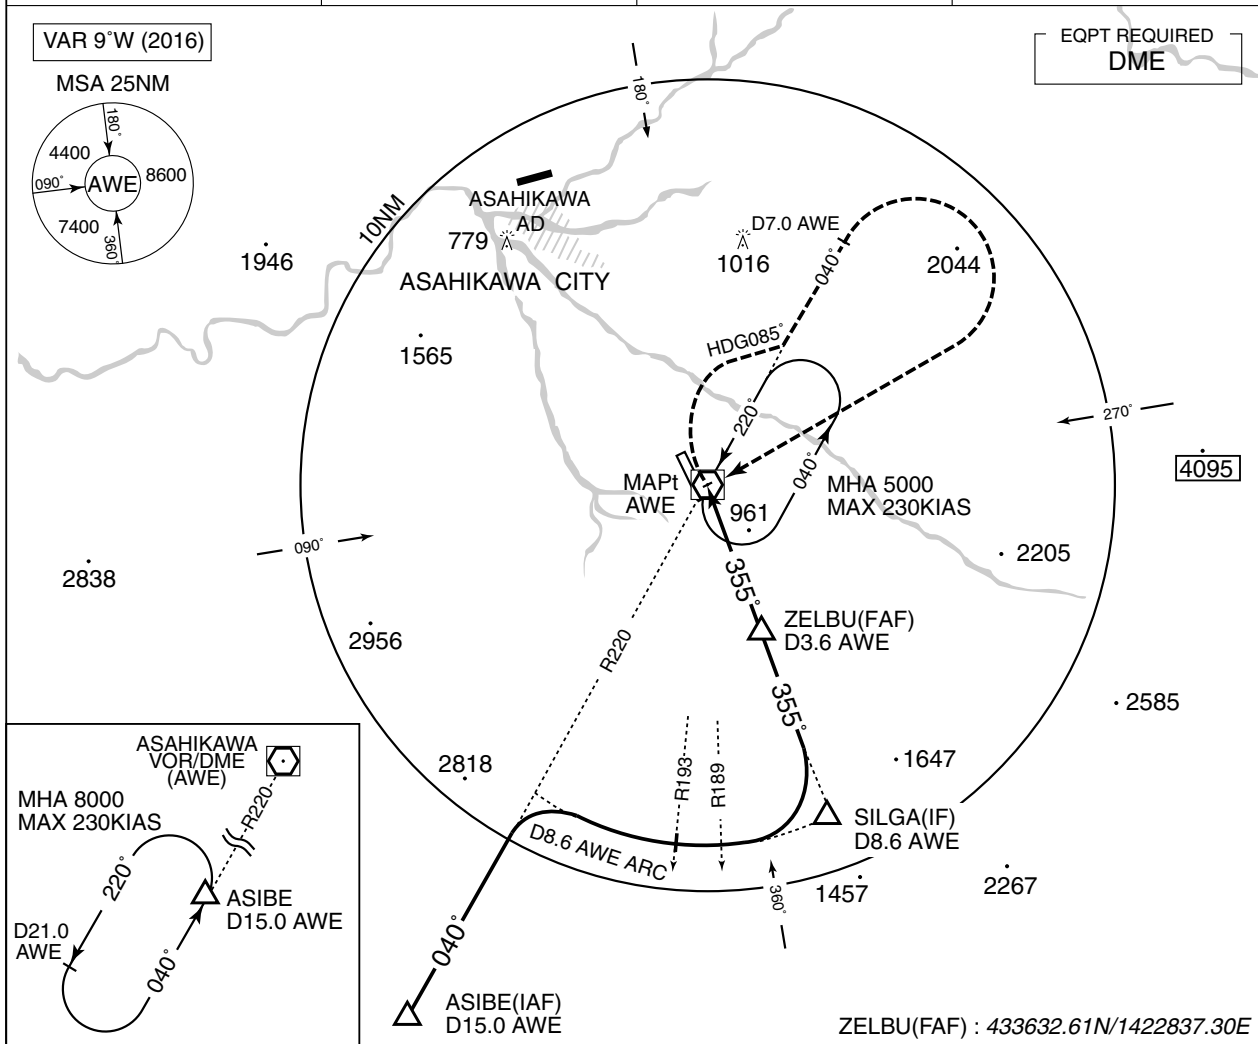 VAR 9˚W (2016)
MSA 25NM
180˚
4400
8600
090˚
AWE
7400
360˚
EQPT REQUIRED
DME
180˚
10NM
ASAHIKAWA
AD
779
ASAHIKAWA CITY
1946
1565
D7.0 AWE
1016
040˚
2044
HDG085˚
220˚
040˚
270˚
4095
MAPt
AWE
961
MHA 5000
MAX 230KIAS
090˚
2838
2956
2205
355˚
ZELBU(FAF)
D3.6 AWE
R220
355˚
2585
2818
R193
R189
1647
SILGA(IF)
D8.6 AWE
D8.6 AWE ARC
360˚
1457
2267
040˚
ASIBE(IAF)
D15.0 AWE
ASAHIKAWA
VOR/DME
(AWE)
MHA 8000
MAX 230KIAS
R220
220˚
ASIBE
D15.0 AWE
D21.0
AWE
040˚
ZELBU(FAF) : 433632.61N/1422837.30E